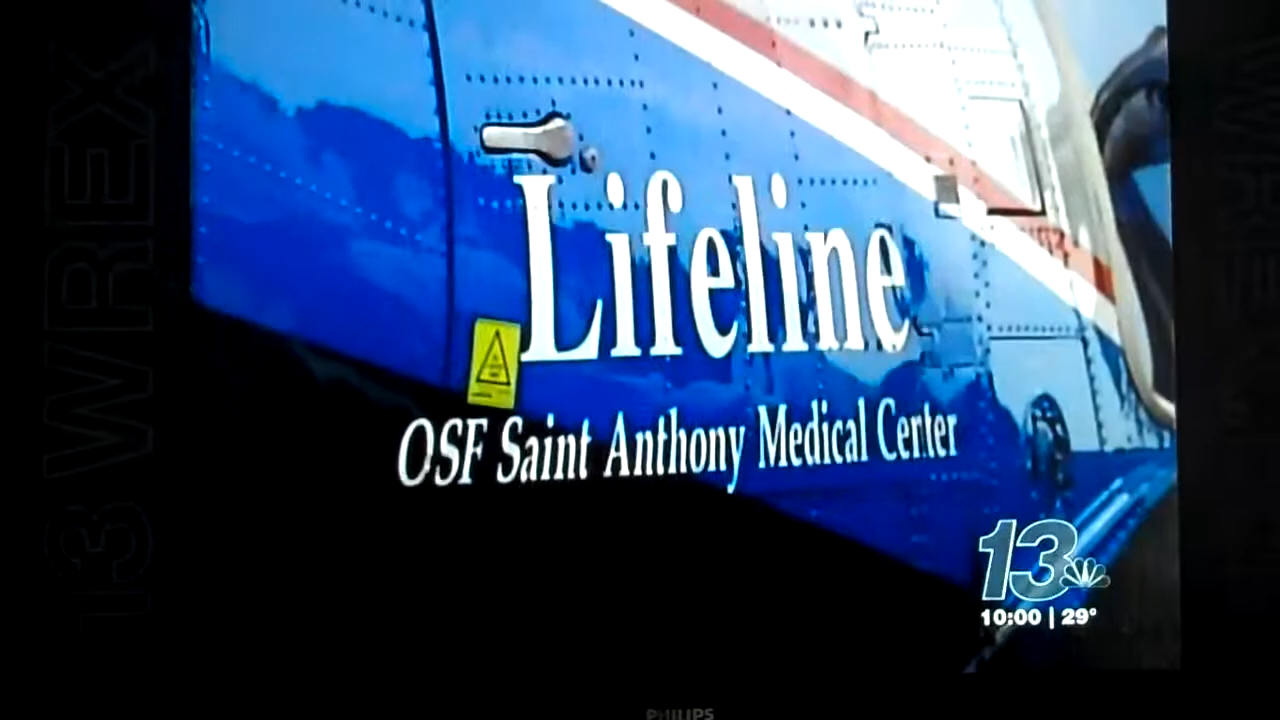 13 WREX
Lifeline
OSF Saint Anthony Medical Center
13
10:00 | 29°
PHILIPS